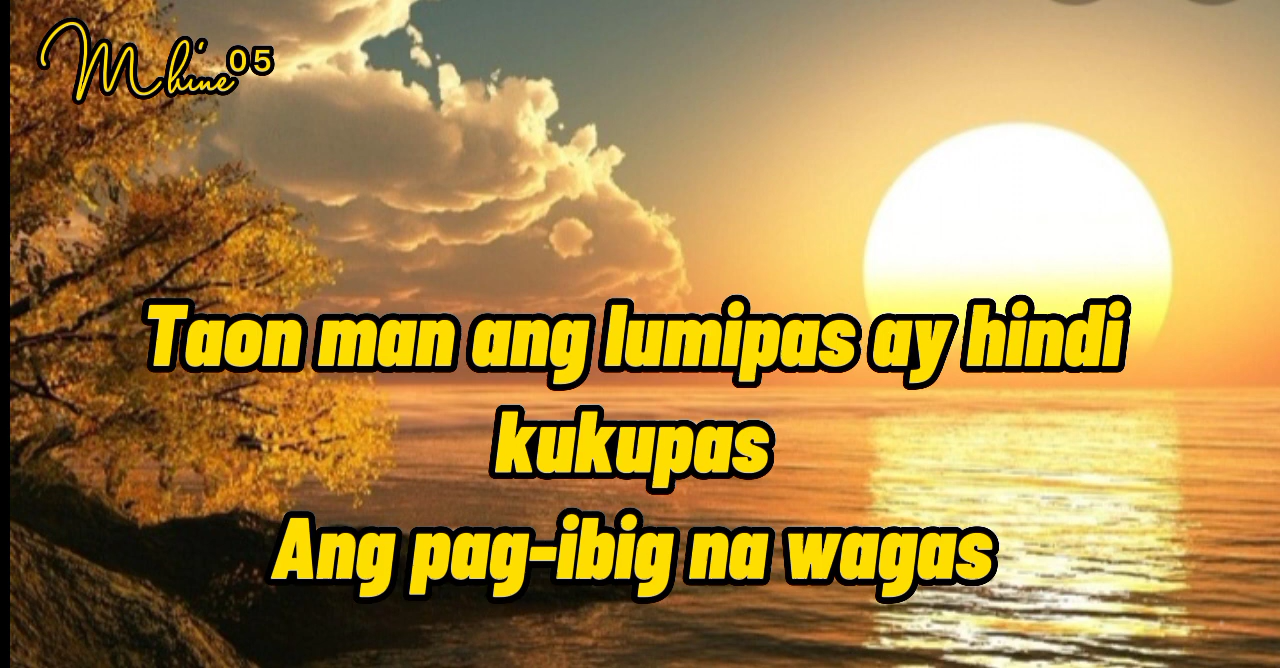 Mhine05
Taon man ang lumipas ay hindi
kukupas
Ang pag-ibig na wagas